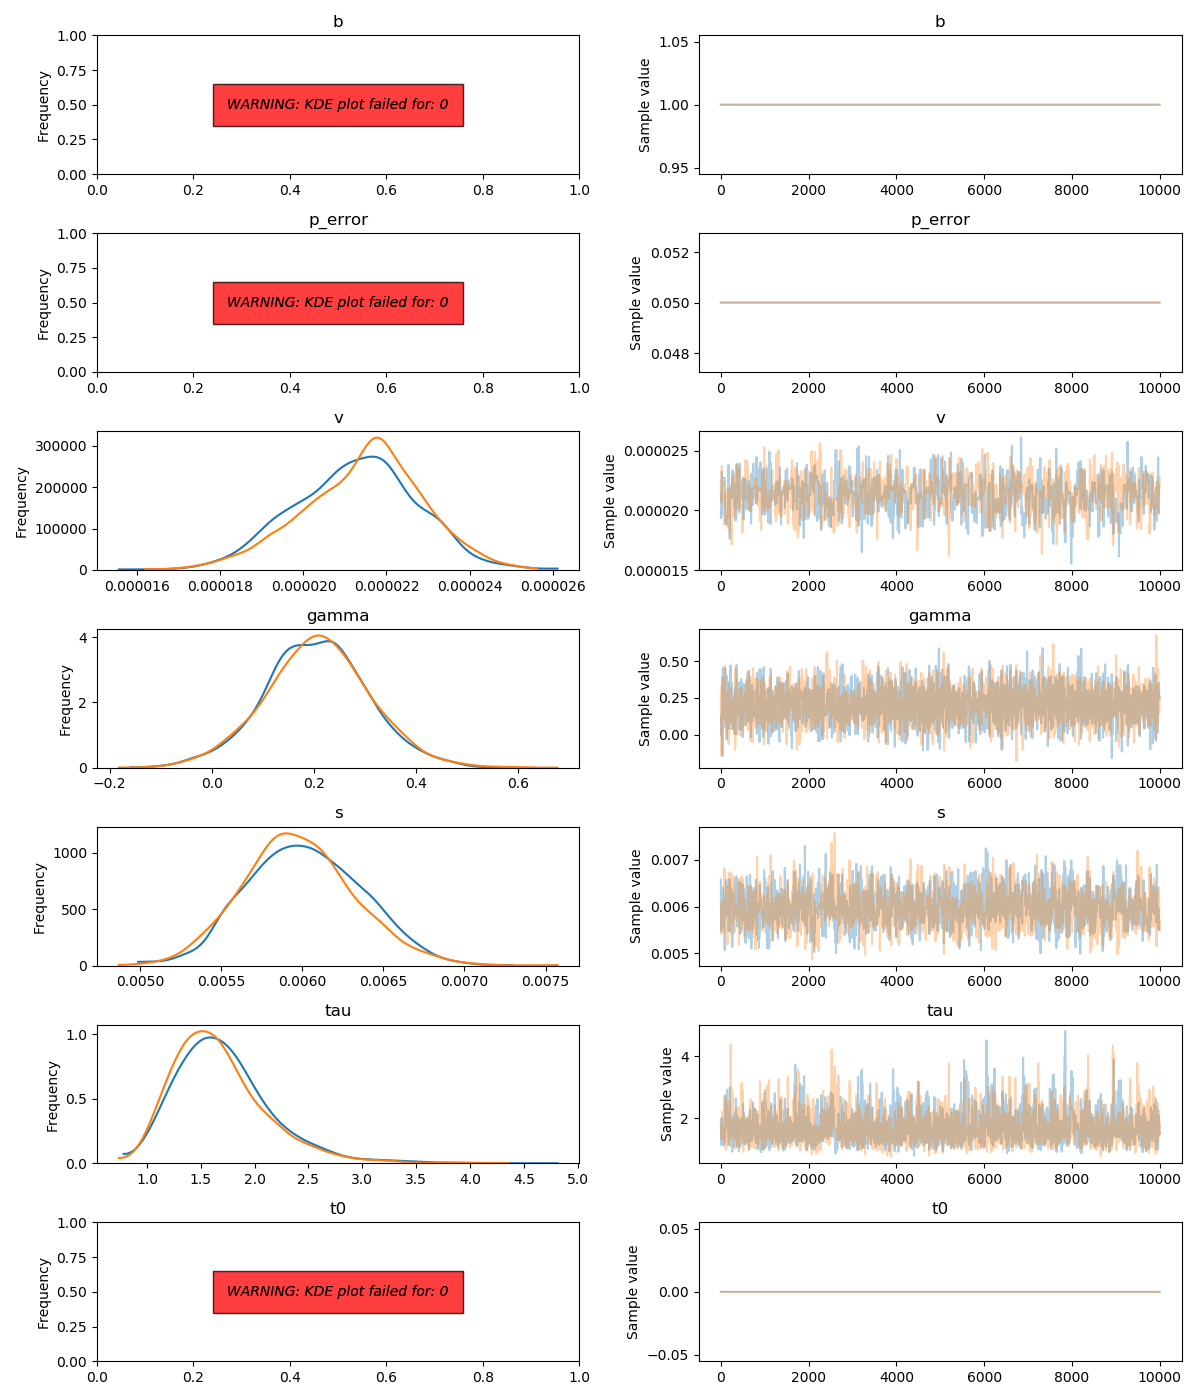 b
1.00
0.75
0.50
0.25
0.00
Frequency
WARNING: KDE plot failed for: 0
0.0 0.2 0.4 0.6 0.8 1.0
b
1.05
1.00
0.95
Sample value
0 2000 4000 6000 8000 10000
p_error
1.00
0.75
0.50
0.25
0.00
Frequency
WARNING: KDE plot failed for: 0
0.0 0.2 0.4 0.6 0.8 1.0
p_error
0.052
0.050
0.048
Sample value
0 2000 4000 6000 8000 10000
v
300000
200000
100000
0
Frequency
0.000016 0.000018 0.000020 0.000022 0.000024 0.000026
v
0.000025
0.000020
0.000015
Sample value
0 2000 4000 6000 8000 10000
gamma
4
2
0
Frequency
−0.2 0.0 0.2 0.4 0.6
gamma
0.50
0.25
0.00
Sample value
0 2000 4000 6000 8000 10000
s
1000
500
0
Frequency
0.0050 0.0055 0.0060 0.0065 0.0070 0.0075
s
0.007
0.006
0.005
Sample value
0 2000 4000 6000 8000 10000
tau
1.0
0.5
0.0
Frequency
1.0 1.5 2.0 2.5 3.0 3.5 4.0 4.5 5.0
tau
4
2
Sample value
0 2000 4000 6000 8000 10000
t0
1.00
0.75
0.50
0.25
0.00
Frequency
WARNING: KDE plot failed for: 0
0.0 0.2 0.4 0.6 0.8 1.0
t0
0.05
0.00
−0.05
Sample value
0 2000 4000 6000 8000 10000